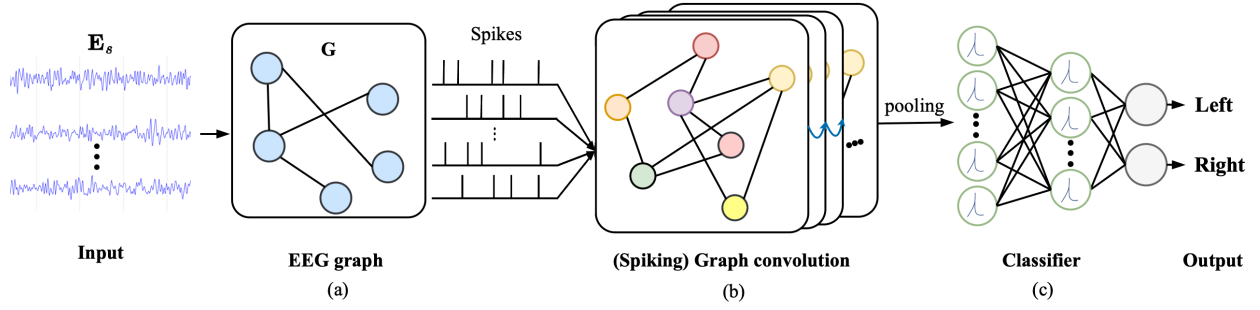 E_s
G
Spikes
pooling
Left
Right
Input
EEG graph
(Spiking) Graph convolution
Classifier
Output
(a)
(b)
(c)